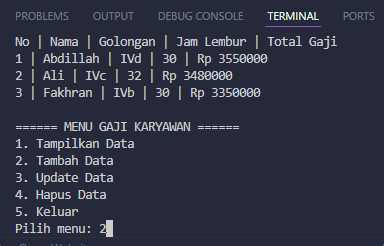 PROBLEMS OUTPUT DEBUG CONSOLE TERMINAL PORTS
No | Nama | Golongan | Jam Lembur | Total Gaji
1 | Abdillah | IVd | 30 | Rp 3550000
2 | Ali | IVc | 32 | Rp 3480000
3 | Fakhran | IVb | 30 | Rp 3350000
====== MENU GAJI KARYAWAN ======
1. Tampilkan Data
2. Tambah Data
3. Update Data
4. Hapus Data
5. Keluar
Pilih menu: 2